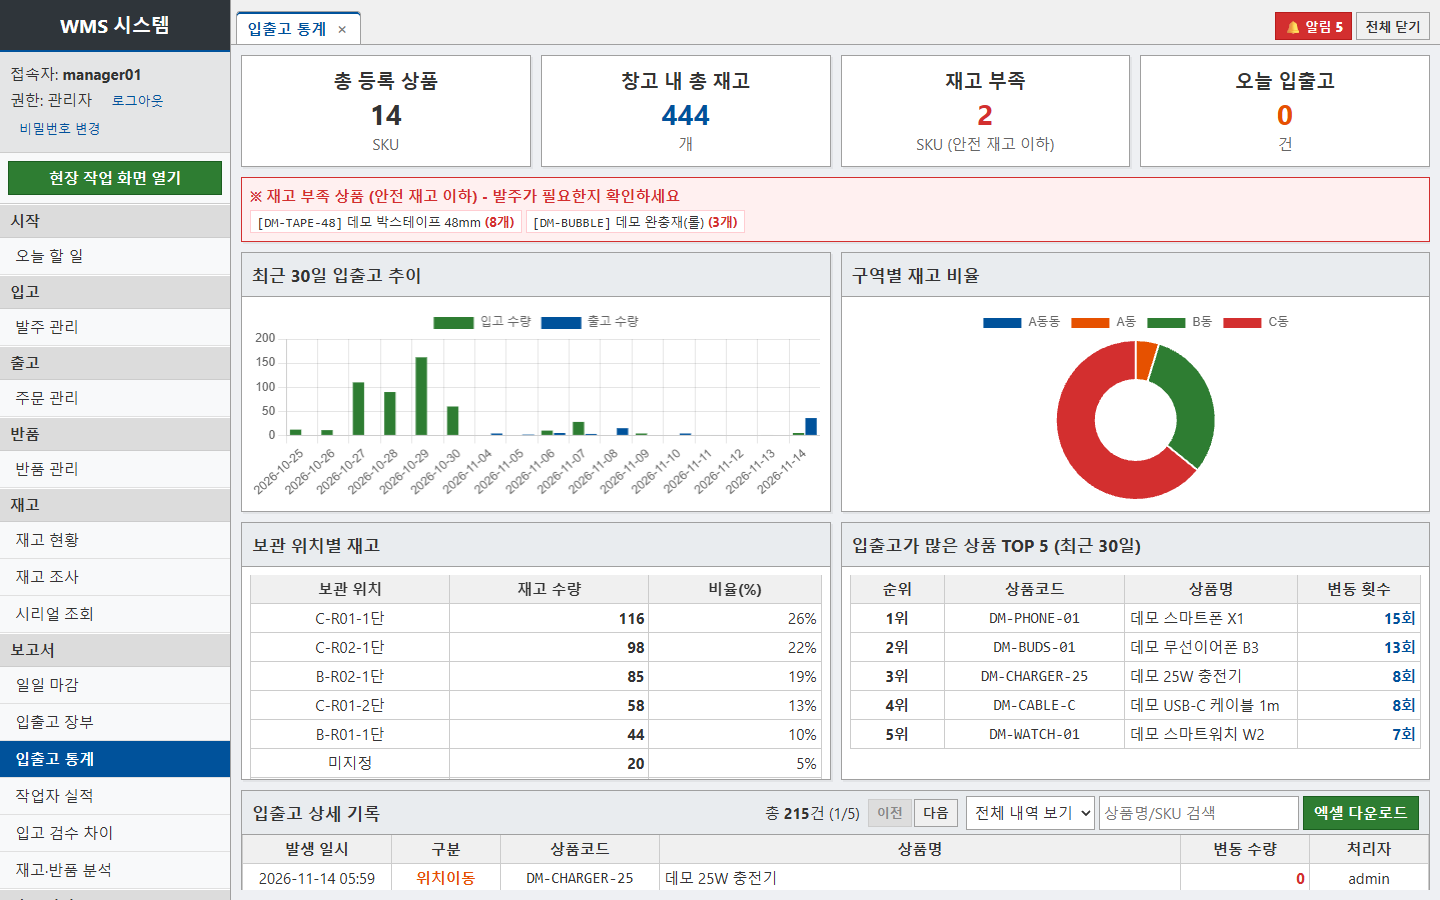 WMS 시스템
접속자: manager01
권한: 관리자 로그아웃
비밀번호 변경
현장 작업 화면 열기
시작
오늘 할 일
입고
발주 관리
출고
주문 관리
반품
반품 관리
재고
재고 현황
재고 조사
시리얼 조회
보고서
일일 마감
입출고 장부
입출고 통계
작업자 실적
입고 검수 차이
재고·반품 분석
입출고 통계 ×
알림 5 전체 닫기
총 등록 상품
14
SKU
창고 내 총 재고
444
개
재고 부족
2
SKU (안전 재고 이하)
오늘 입출고
0
건
※ 재고 부족 상품 (안전 재고 이하) - 발주가 필요한지 확인하세요
[DM-TAPE-48] 데모 박스테이프 48mm (8개) [DM-BUBBLE] 데모 완충재(롤) (3개)
최근 30일 입출고 추이
입고 수량 출고 수량
200
150
100
50
0
2026-10-25 2026-10-26 2026-10-27 2026-10-28 2026-10-29 2026-10-30 2026-11-04 2026-11-05 2026-11-06 2026-11-07 2026-11-08 2026-11-09 2026-11-10 2026-11-11 2026-11-12 2026-11-13 2026-11-14
구역별 재고 비율
A동동 A동 B동 C동
보관 위치별 재고
보관 위치 재고 수량 비율(%)
C-R01-1단 116 26%
C-R02-1단 98 22%
B-R02-1단 85 19%
C-R01-2단 58 13%
B-R01-1단 44 10%
미지정 20 5%
입출고가 많은 상품 TOP 5 (최근 30일)
순위 상품코드 상품명 변동 횟수
1위 DM-PHONE-01 데모 스마트폰 X1 15회
2위 DM-BUDS-01 데모 무선이어폰 B3 13회
3위 DM-CHARGER-25 데모 25W 충전기 8회
4위 DM-CABLE-C 데모 USB-C 케이블 1m 8회
5위 DM-WATCH-01 데모 스마트워치 W2 7회
입출고 상세 기록 총 215건 (1/5) 이전 다음 전체 내역 보기 상품명/SKU 검색 엑셀 다운로드
발생 일시 구분 상품코드 상품명 변동 수량 처리자
2026-11-14 05:59 위치이동 DM-CHARGER-25 데모 25W 충전기 0 admin